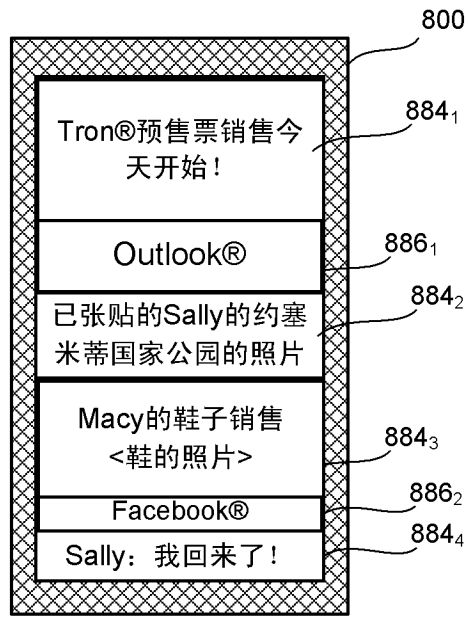 800
Tron®预售票销售今
天开始！
884₁
Outlook®
886₁
已张贴的Sally的约塞
米蒂国家公园的照片
884₂
Macy的鞋子销售
<鞋的照片>
884₃
Facebook®
886₂
Sally：我回来了！
884₄